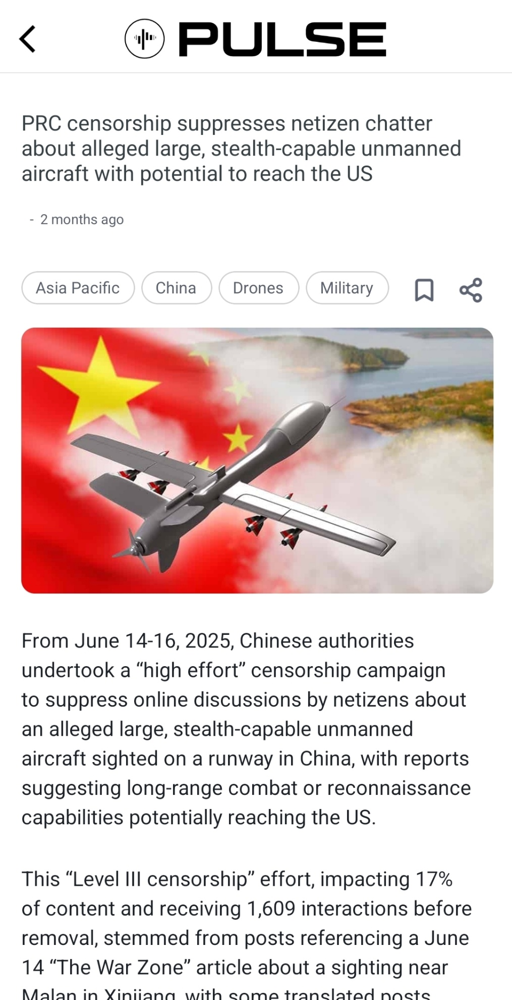 PULSE
PRC censorship suppresses netizen chatter
about alleged large, stealth-capable unmanned
aircraft with potential to reach the US
- 2 months ago
Asia Pacific
China
Drones
Military
From June 14-16, 2025, Chinese authorities
undertook a “high effort” censorship campaign
to suppress online discussions by netizens about
an alleged large, stealth-capable unmanned
aircraft sighted on a runway in China, with reports
suggesting long-range combat or reconnaissance
capabilities potentially reaching the US.
This “Level III censorship” effort, impacting 17%
of content and receiving 1,609 interactions before
removal, stemmed from posts referencing a June
14 “The War Zone” article about a sighting near
Malan in Xinjiang, with some translated posts